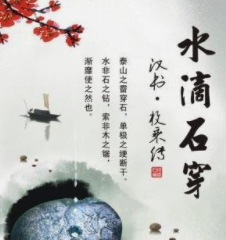 水滴石穿
汉书·枚乘传
泰山之霤穿石，单极之绠断干。
水非石之钻，索非木之锯，
渐靡使之然也。